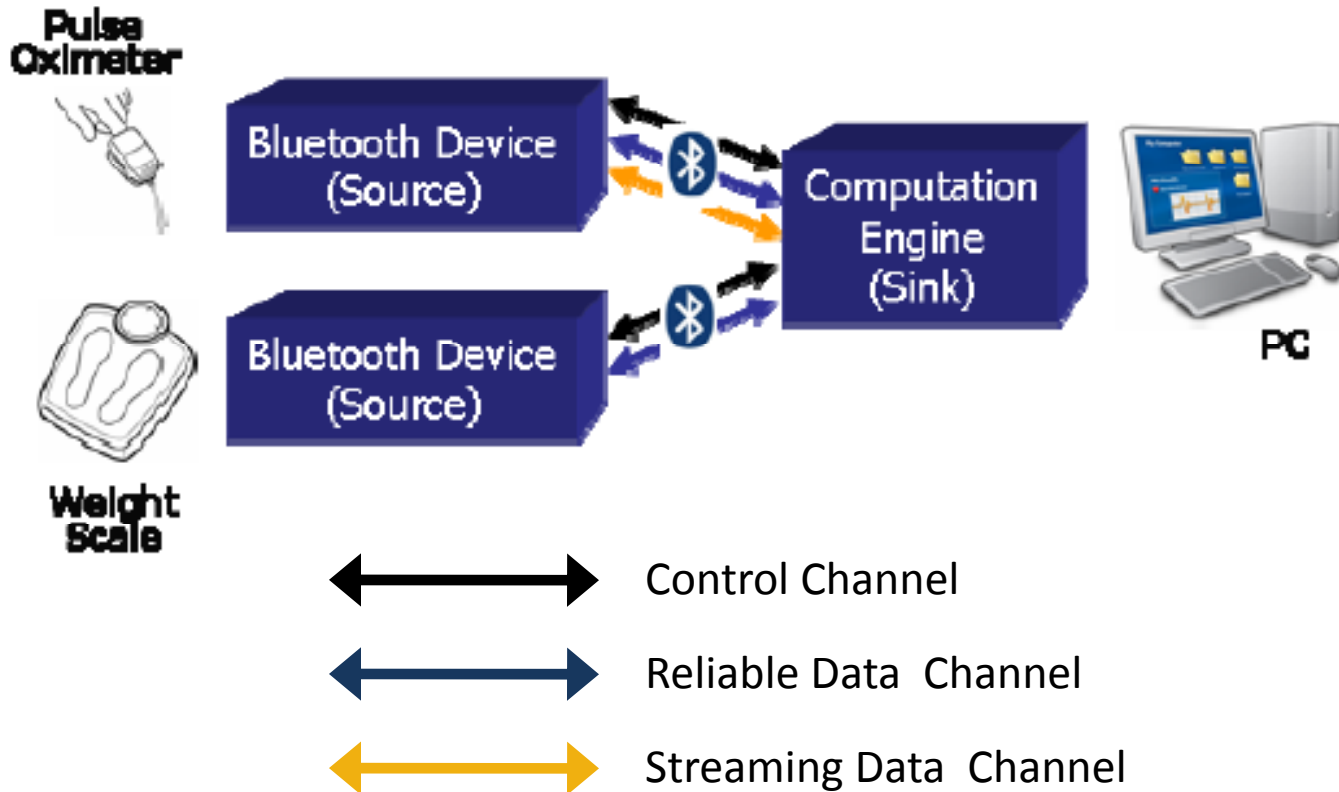 Pulse
Oximeter
Bluetooth Device
(Source)
Computation
Engine
(Sink)
PC
Bluetooth Device
(Source)
Weight
Scale
Control Channel
Reliable Data  Channel
Streaming Data  Channel